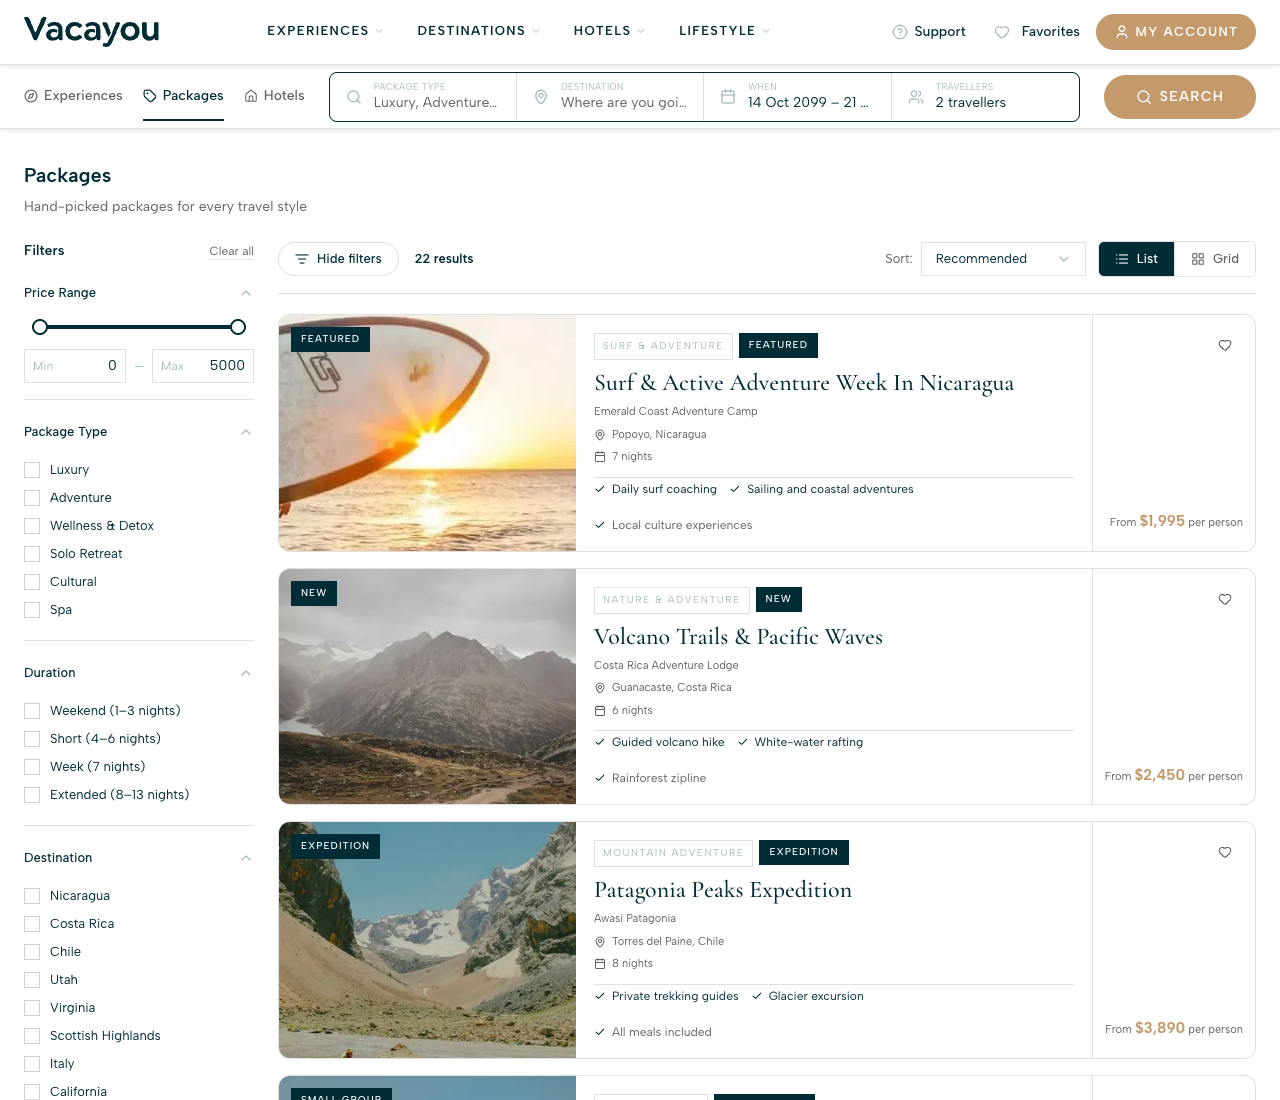 Vacayou
EXPERIENCES
DESTINATIONS
HOTELS
LIFESTYLE
Support
Favorites
MY ACCOUNT
Experiences
Packages
Hotels
PACKAGE TYPE
Luxury, Adventure...
DESTINATION
Where are you goi...
WHEN
14 Oct 2099 – 21 ...
TRAVELLERS
2 travellers
SEARCH
Packages
Hand-picked packages for every travel style
Filters
Clear all
Price Range
Min 0 – Max 5000
Package Type
Luxury
Adventure
Wellness & Detox
Solo Retreat
Cultural
Spa
Duration
Weekend (1–3 nights)
Short (4–6 nights)
Week (7 nights)
Extended (8–13 nights)
Destination
Nicaragua
Costa Rica
Chile
Utah
Virginia
Scottish Highlands
Italy
California
Hide filters
22 results
Sort: Recommended
List
Grid
FEATURED
SURF & ADVENTURE
FEATURED
Surf & Active Adventure Week In Nicaragua
Emerald Coast Adventure Camp
Popoyo, Nicaragua
7 nights
Daily surf coaching
Sailing and coastal adventures
Local culture experiences
From $1,995 per person
NEW
NATURE & ADVENTURE
NEW
Volcano Trails & Pacific Waves
Costa Rica Adventure Lodge
Guanacaste, Costa Rica
6 nights
Guided volcano hike
White-water rafting
Rainforest zipline
From $2,450 per person
EXPEDITION
MOUNTAIN ADVENTURE
EXPEDITION
Patagonia Peaks Expedition
Awasi Patagonia
Torres del Paine, Chile
8 nights
Private trekking guides
Glacier excursion
All meals included
From $3,890 per person
SMALL GROUP